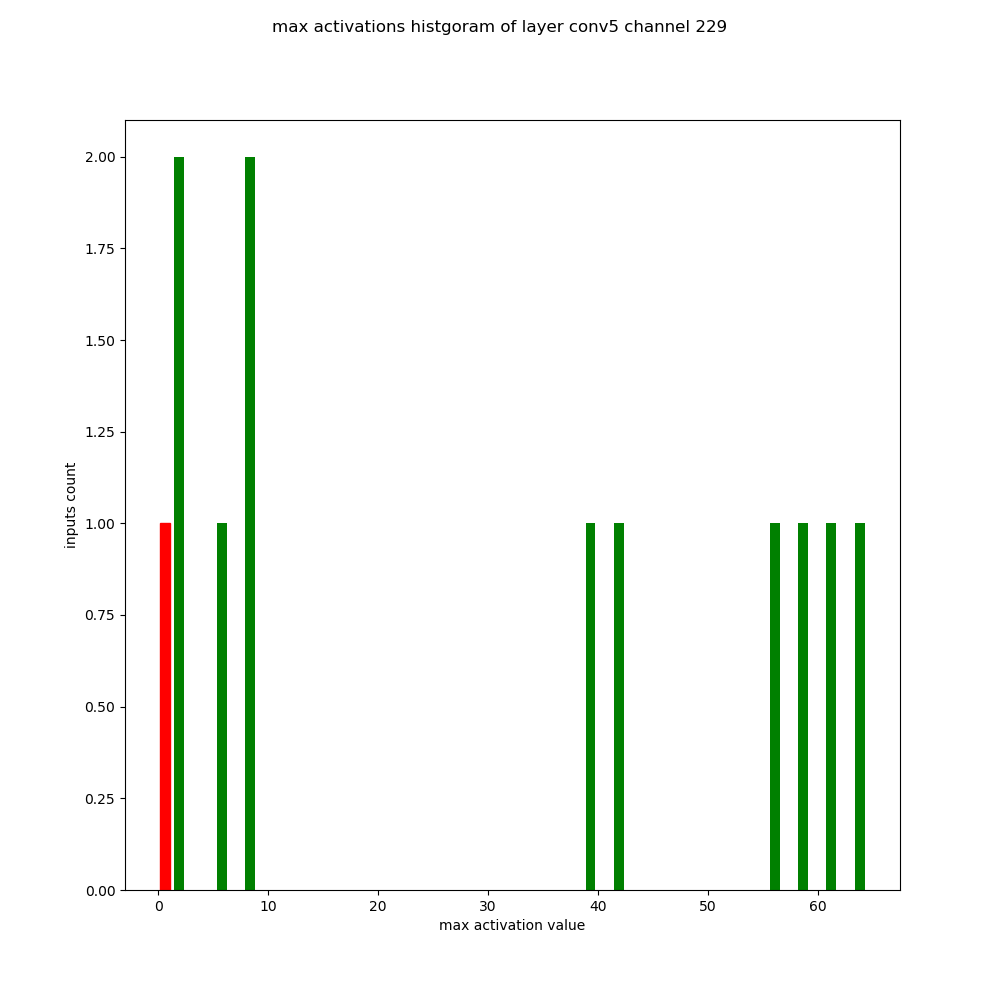 max activations histgoram of layer conv5 channel 229
2.00
1.75
1.50
1.25
1.00
0.75
0.50
0.25
0.00
inputs count
0 10 20 30 40 50 60
max activation value